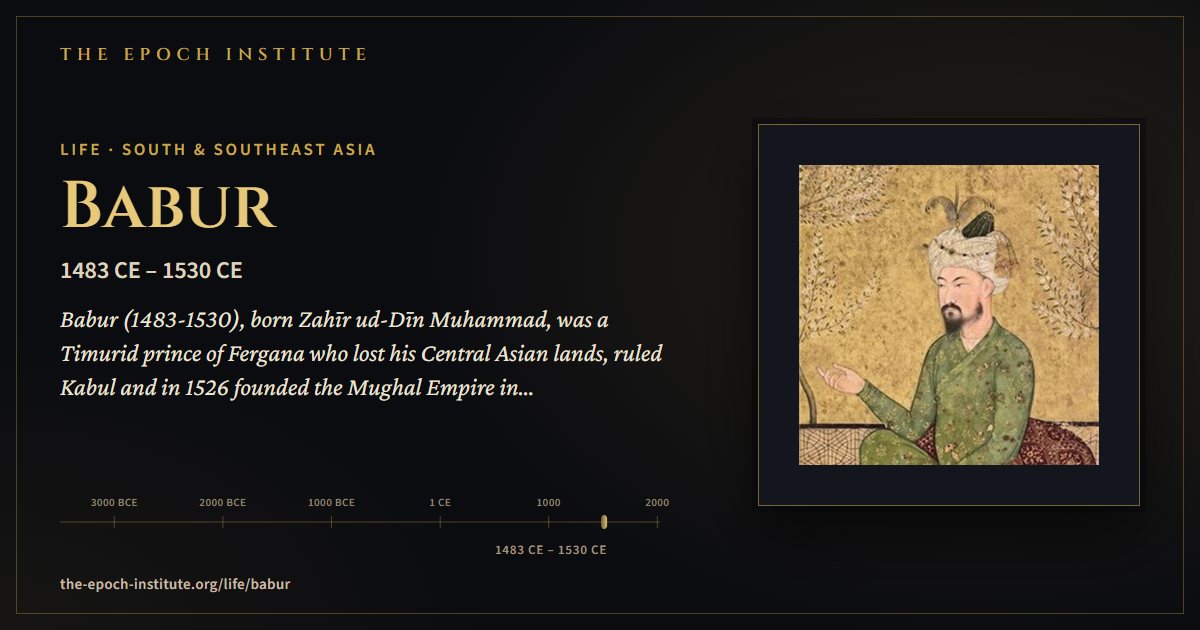 THE EPOCH INSTITUTE
LIFE · SOUTH & SOUTHEAST ASIA
BABUR
1483 CE – 1530 CE
Babur (1483-1530), born Zahīr ud-Dīn Muhammad, was a
Timurid prince of Fergana who lost his Central Asian lands, ruled
Kabul and in 1526 founded the Mughal Empire in...
3000 BCE 2000 BCE 1000 BCE 1 CE 1000 2000
1483 CE – 1530 CE
the-epoch-institute.org/life/babur